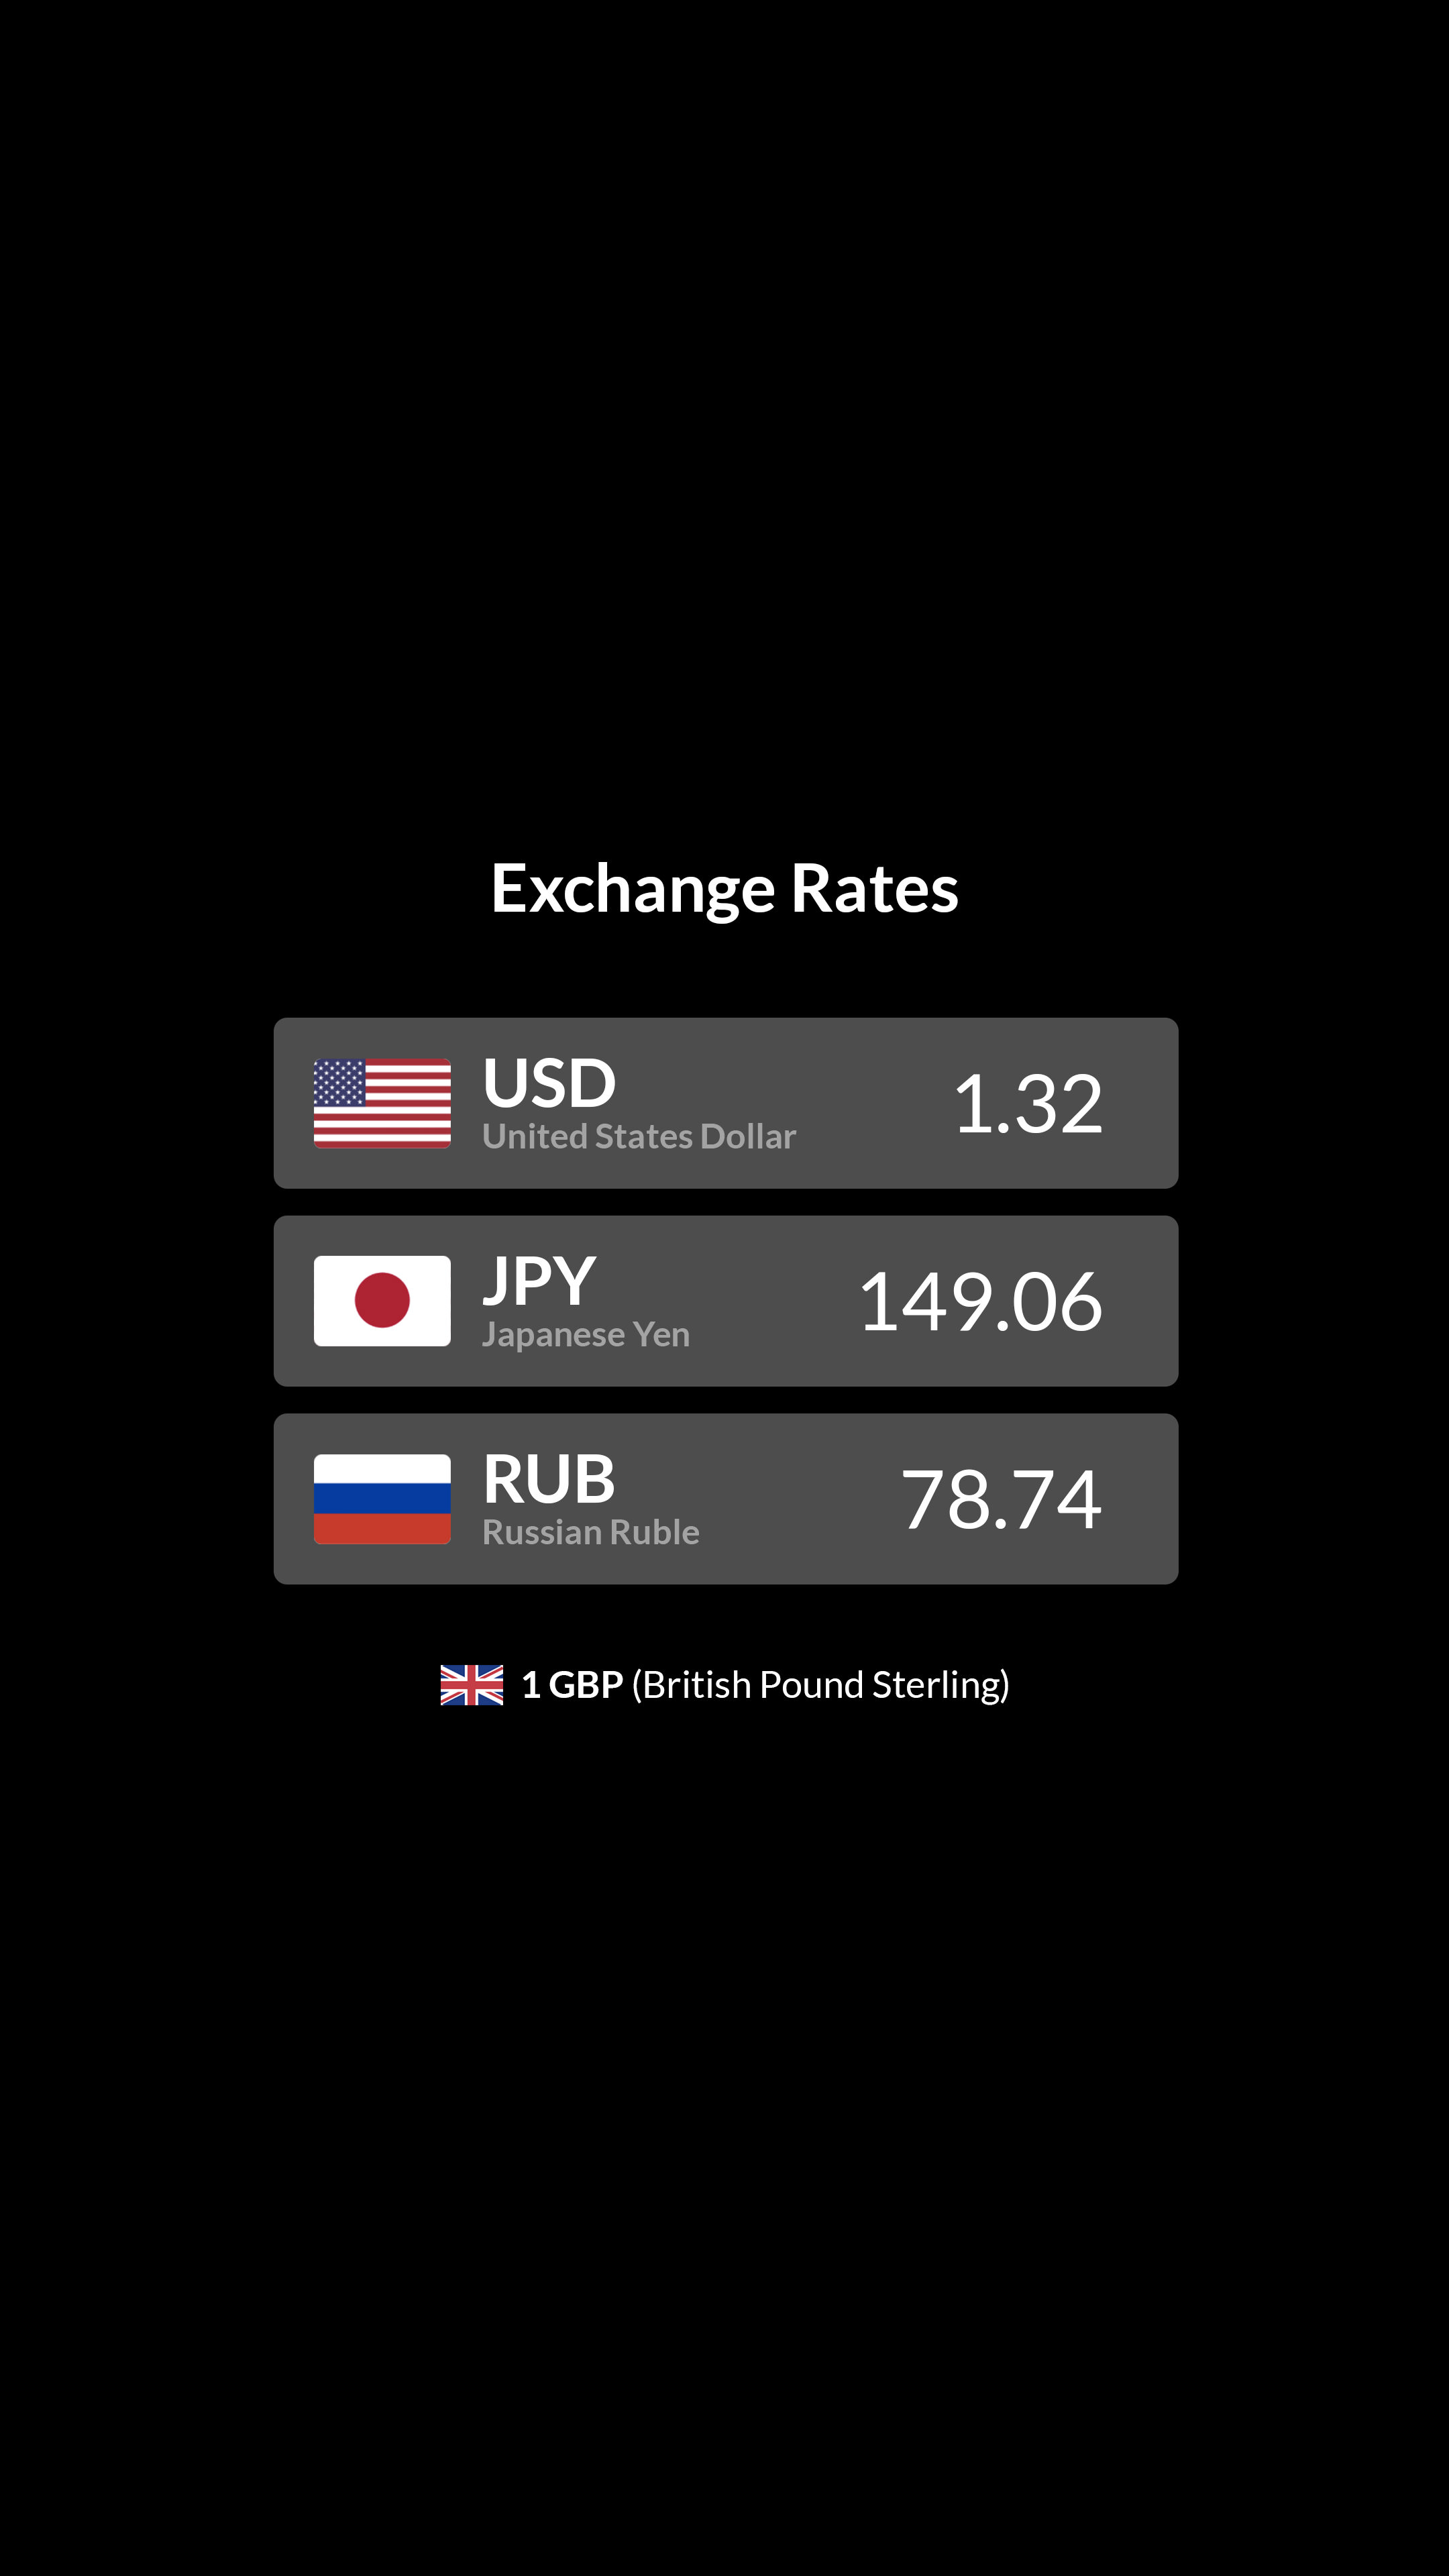 Exchange Rates
USD
United States Dollar
1.32
JPY
Japanese Yen
149.06
RUB
Russian Ruble
78.74
1 GBP (British Pound Sterling)